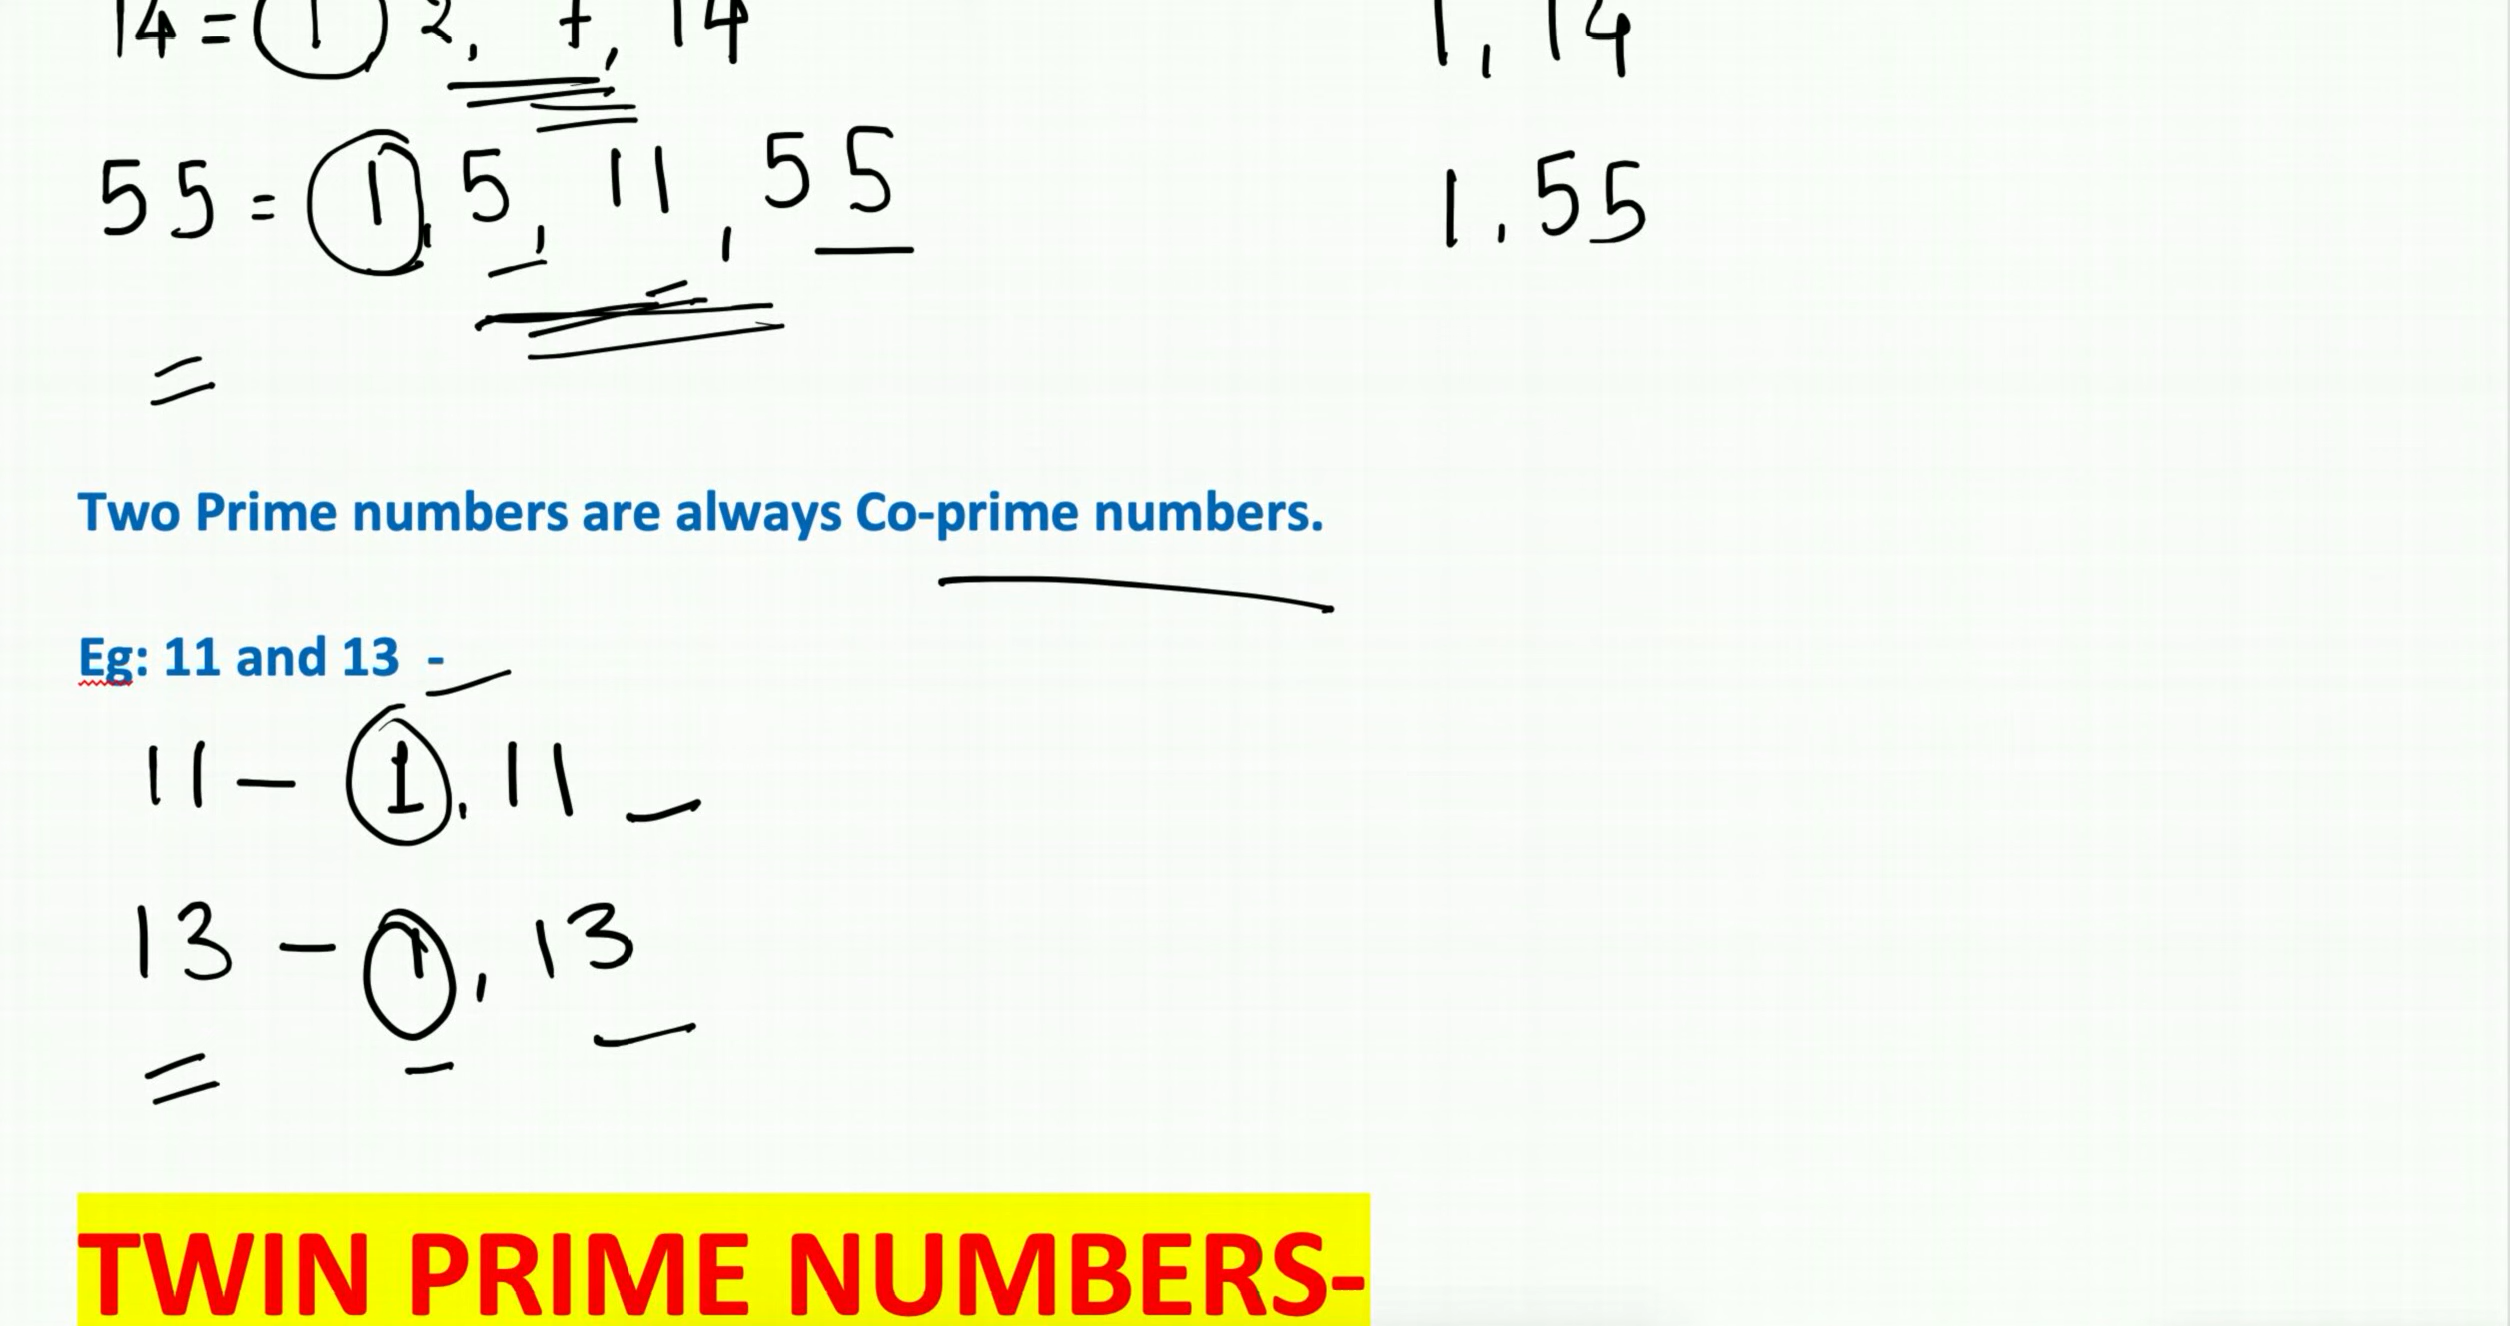 14 = 1 2, 7, 14
1, 14
55 = 1, 5, 11, 55
1, 55
=
Two Prime numbers are always Co-prime numbers.
Eg: 11 and 13 -
11 - 1, 11
13 - 1, 13
=
TWIN PRIME NUMBERS-